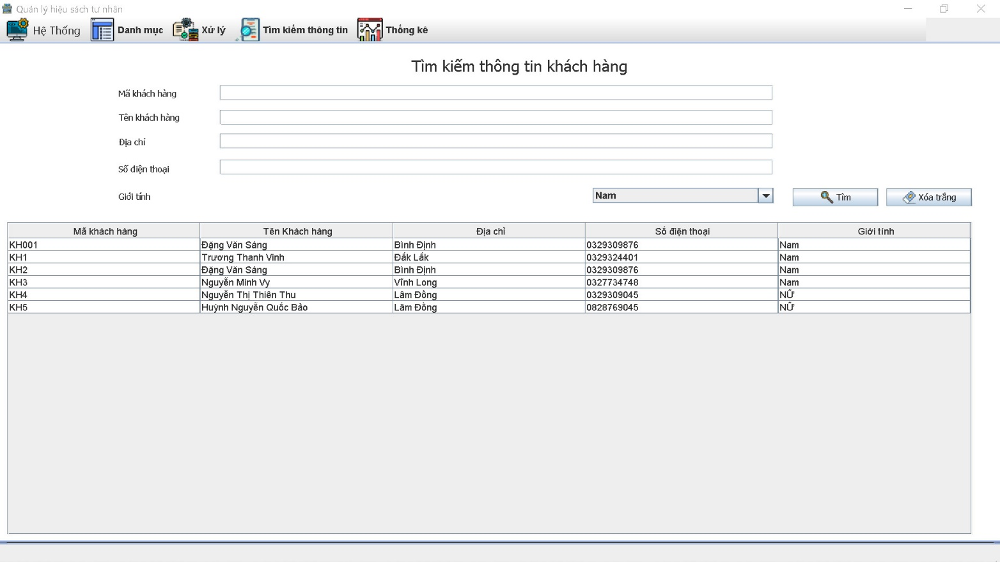 Quản lý hiệu sách tư nhân
Hệ Thống Danh mục Xử lý Tìm kiếm thông tin Thống kê
Tìm kiếm thông tin khách hàng
Mã khách hàng
Tên khách hàng
Địa chỉ
Số điện thoại
Giới tính Nam Tìm Xóa trắng
Mã khách hàng Tên Khách hàng Địa chỉ Số điện thoại Giới tính
KH001 Đặng Văn Sáng Bình Định 0329309876 Nam
KH1 Trương Thanh Vinh Đắk Lắk 0329324401 Nam
KH2 Đặng Văn Sáng Bình Định 0329309876 Nam
KH3 Nguyễn Minh Vy Vĩnh Long 0327734748 Nam
KH4 Nguyễn Thị Thiên Thu Lâm Đồng 0329309045 NỮ
KH5 Huỳnh Nguyễn Quốc Bảo Lâm Đồng 0828769045 NỮ